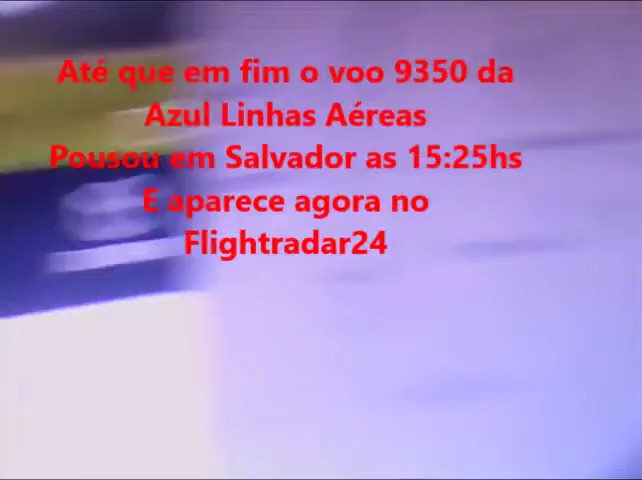 Até que em fim o voo 9350 da
Azul Linhas Aéreas
Pousou em Salvador as 15:25hs
E aparece agora no
Flightradar24